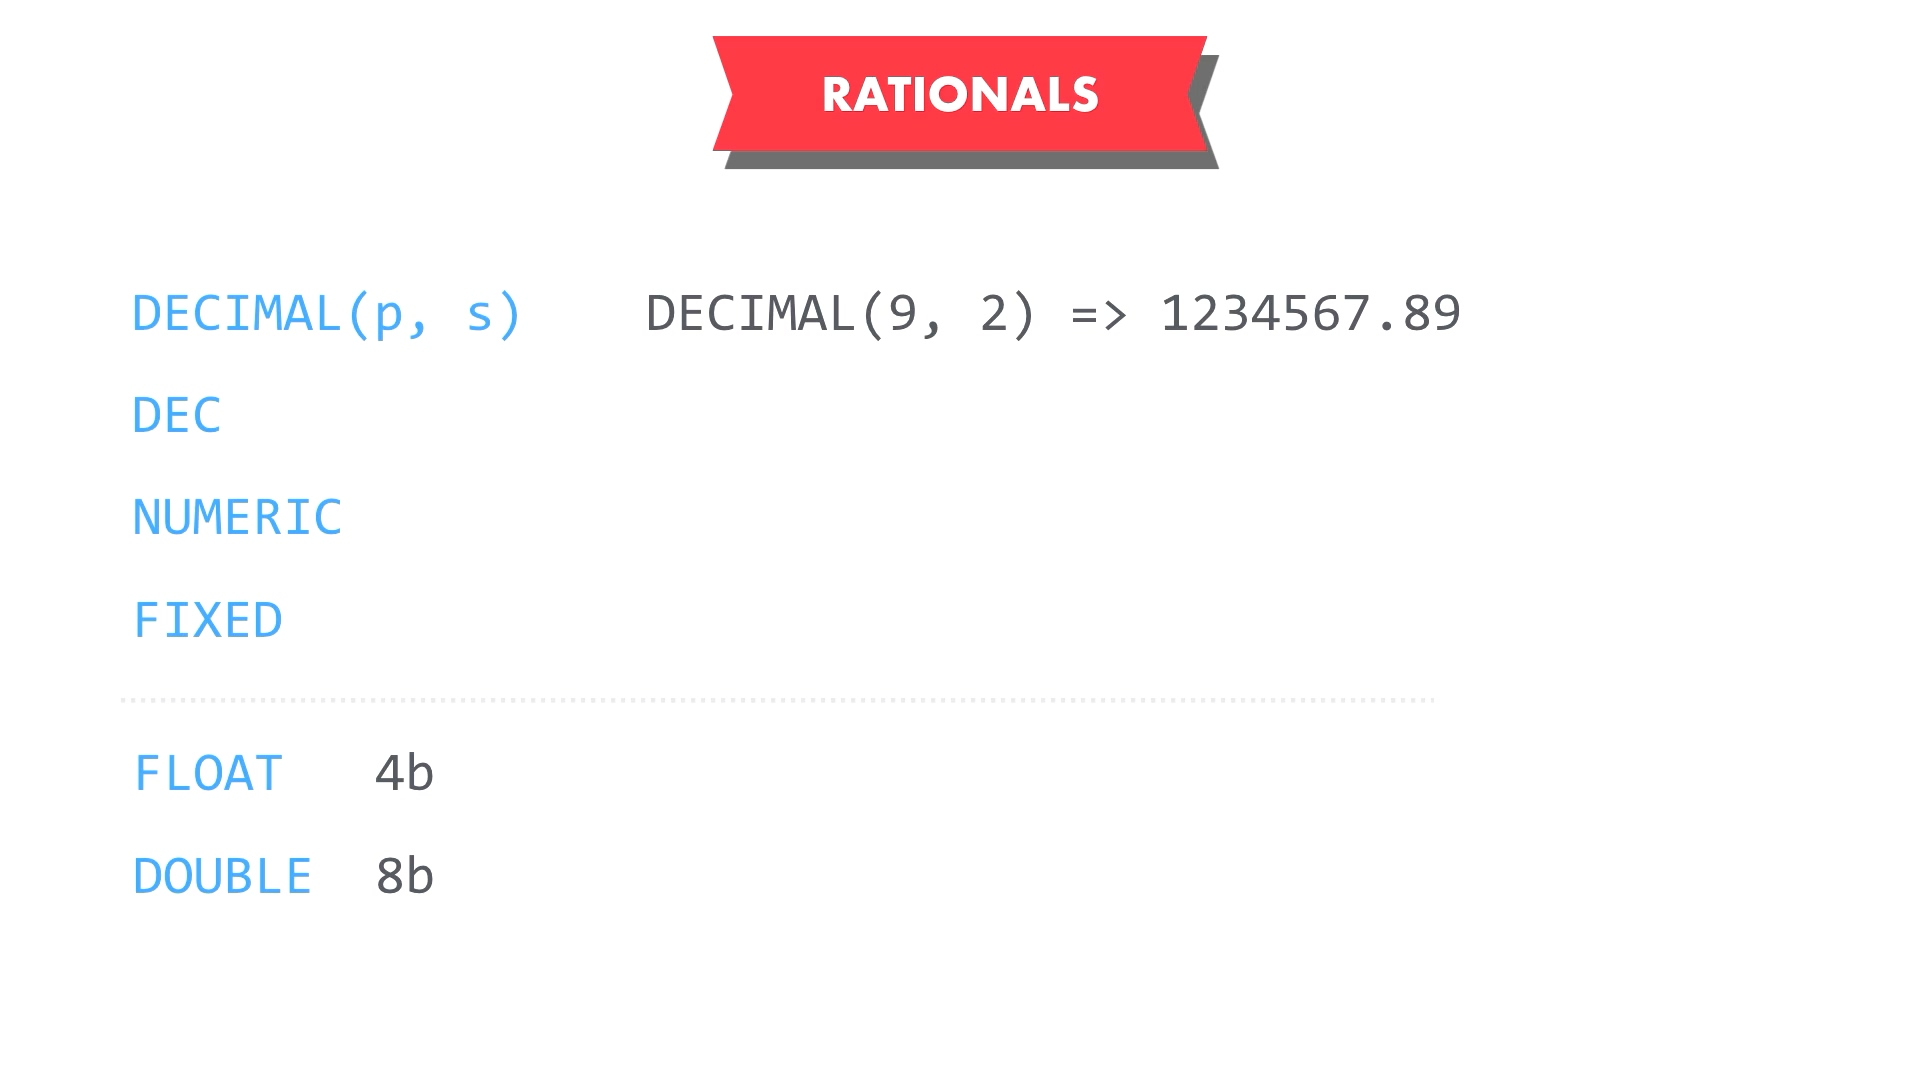 RATIONALS
DECIMAL(p, s) DECIMAL(9, 2) => 1234567.89
DEC
NUMERIC
FIXED
FLOAT 4b
DOUBLE 8b